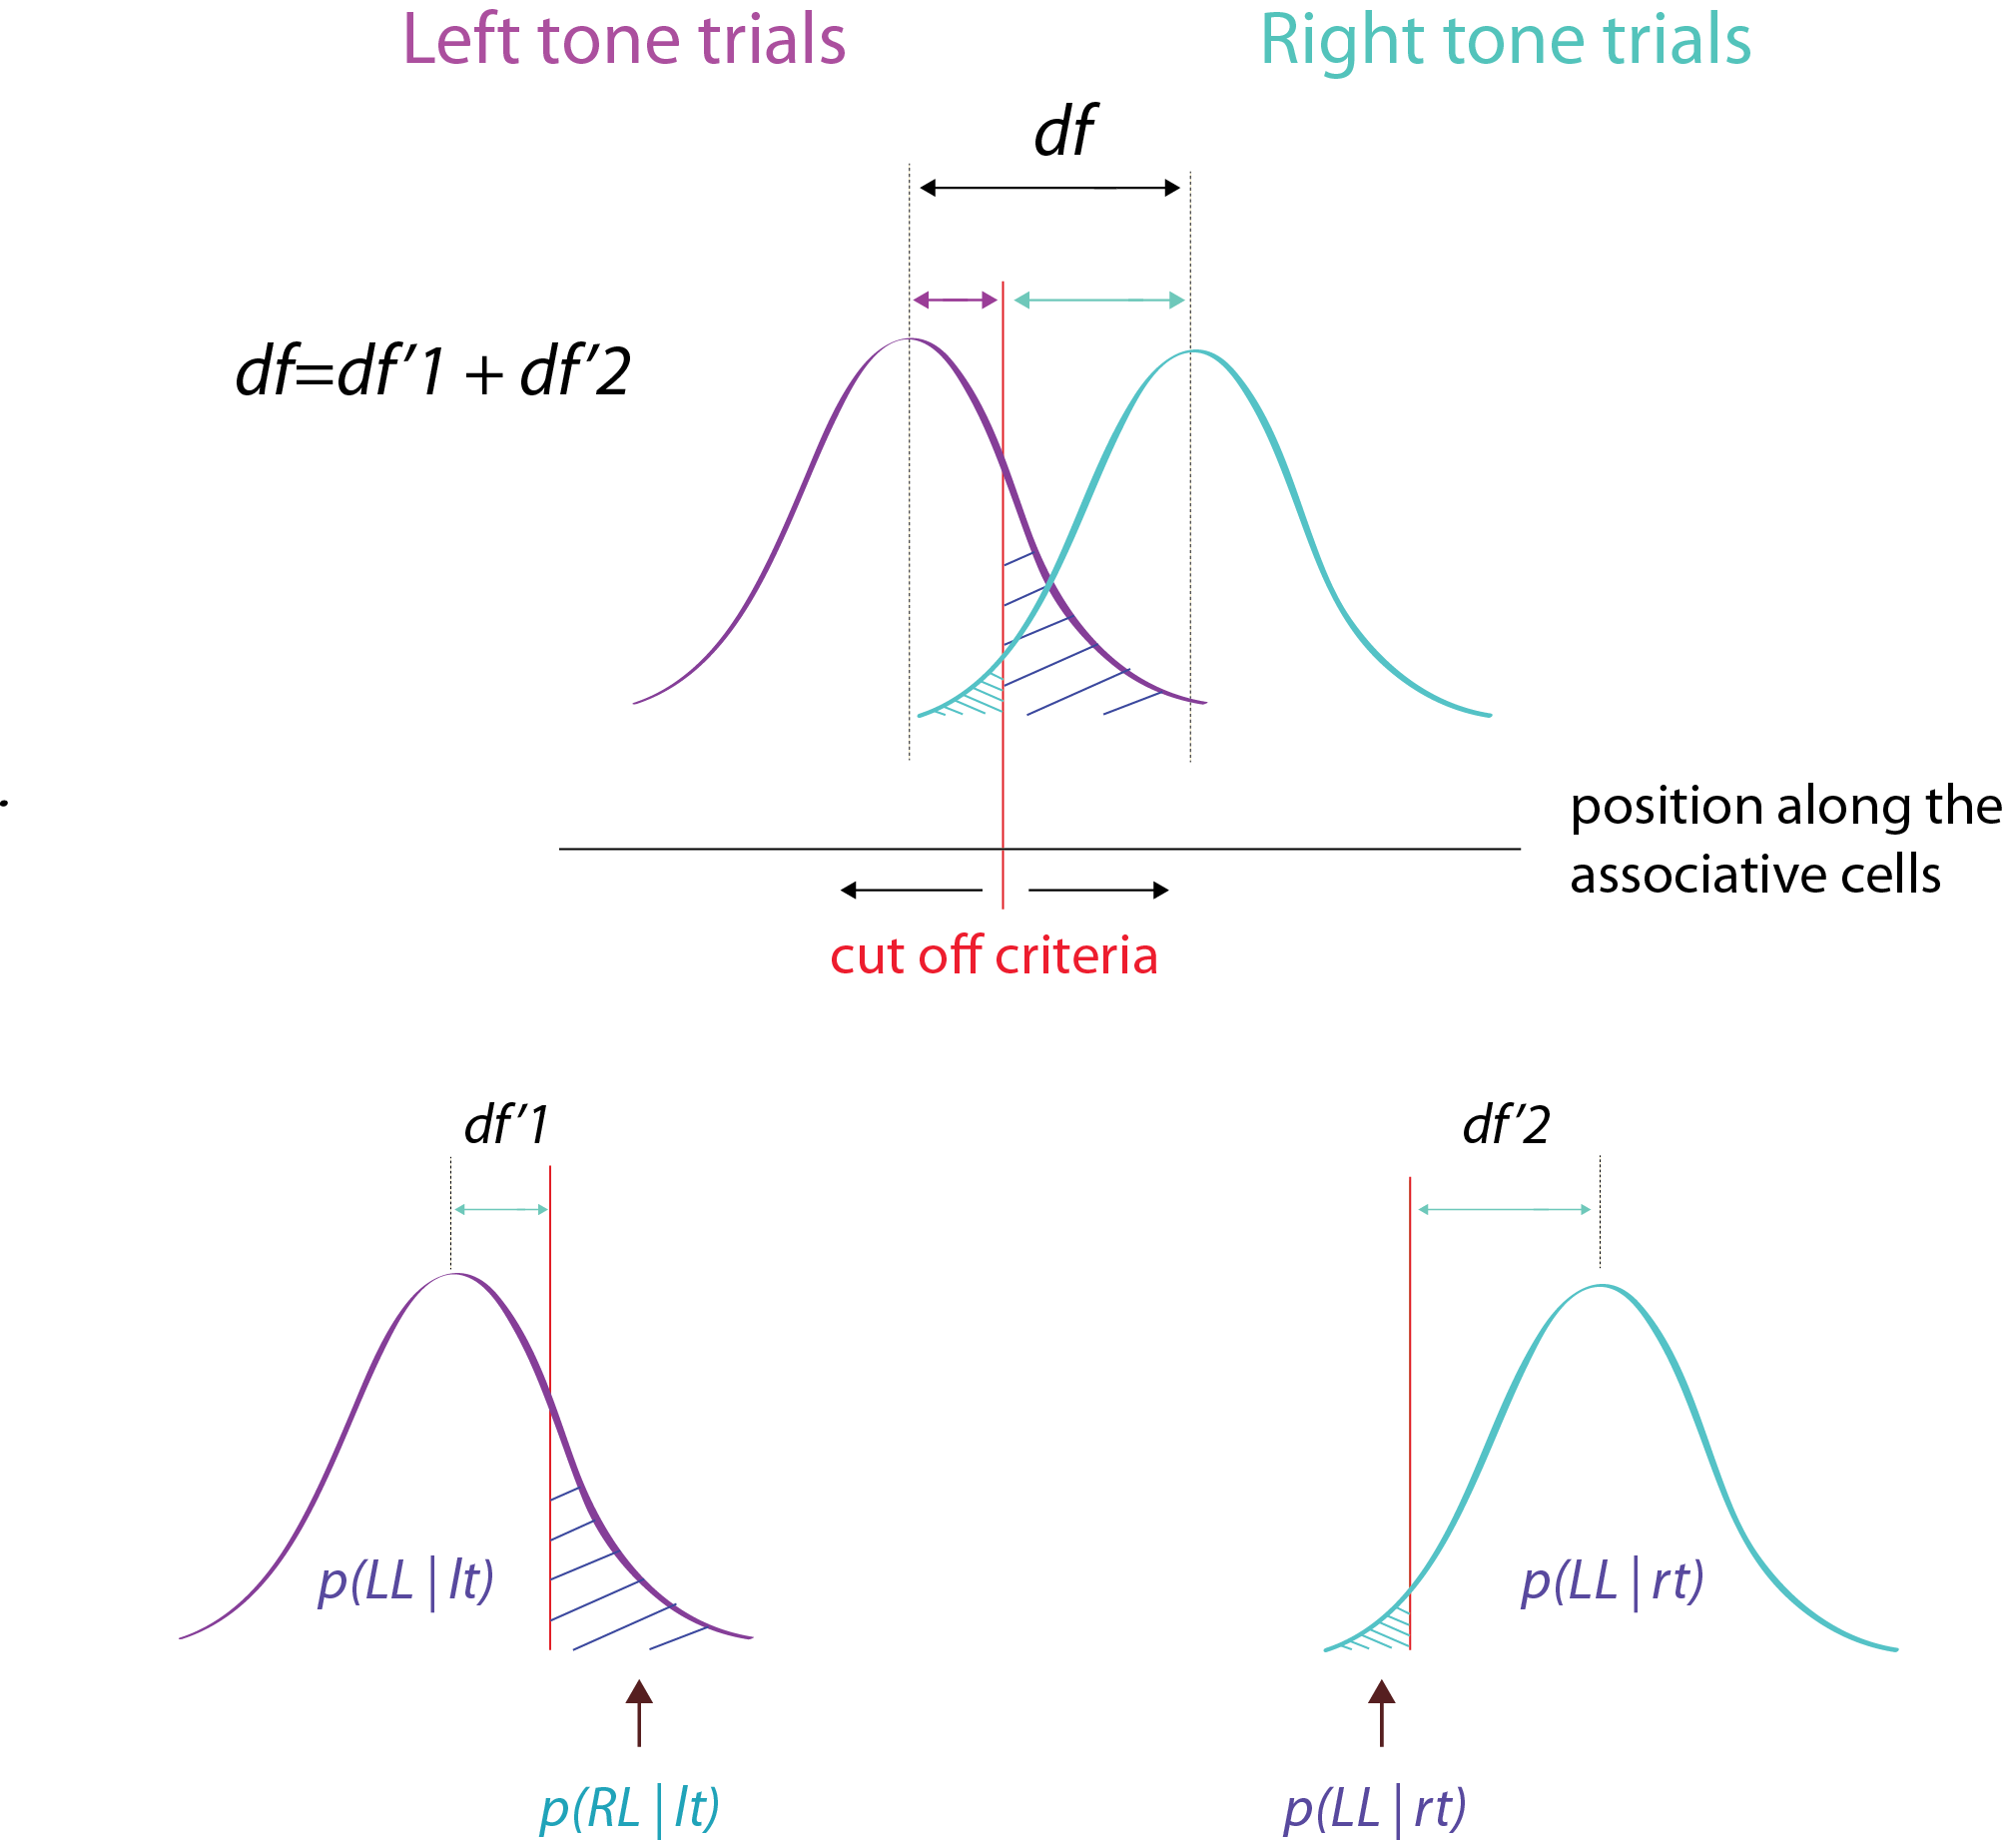 Left tone trials
Right tone trials
df
df=df′1 + df′2
.
position along the
associative cells
cut off criteria
df′1
df′2
p(LL|lt)
p(LL|rt)
p(RL|lt)
p(LL|rt)